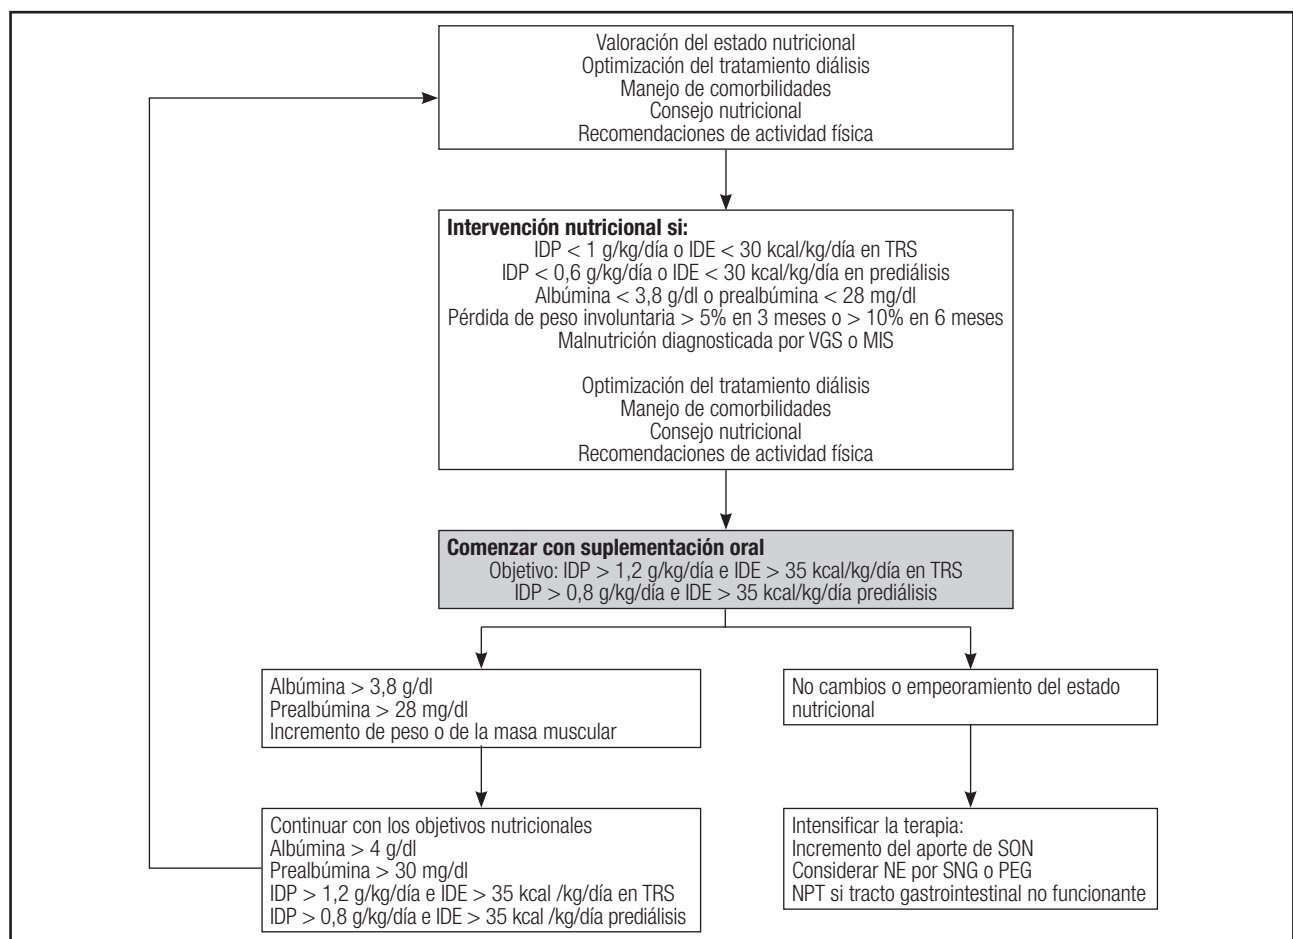 Valoración del estado nutricional
Optimización del tratamiento diálisis
Manejo de comorbilidades
Consejo nutricional
Recomendaciones de actividad física
Intervención nutricional si:
IDP < 1 g/kg/día o IDE < 30 kcal/kg/día en TRS
IDP < 0,6 g/kg/día o IDE < 30 kcal/kg/día en prediálisis
Albúmina < 3,8 g/dl o prealbúmina < 28 mg/dl
Pérdida de peso involuntaria > 5% en 3 meses o > 10% en 6 meses
Malnutrición diagnosticada por VGS o MIS
Optimización del tratamiento diálisis
Manejo de comorbilidades
Consejo nutricional
Recomendaciones de actividad física
Comenzar con suplementación oral
Objetivo: IDP > 1,2 g/kg/día e IDE > 35 kcal/kg/día en TRS
IDP > 0,8 g/kg/día e IDE > 35 kcal/kg/día prediálisis
Albúmina > 3,8 g/dl
Prealbúmina > 28 mg/dl
Incremento de peso o de la masa muscular
No cambios o empeoramiento del estado
nutricional
Continuar con los objetivos nutricionales
Albúmina > 4 g/dl
Prealbúmina > 30 mg/dl
IDP > 1,2 g/kg/día e IDE > 35 kcal /kg/día en TRS
IDP > 0,8 g/kg/día e IDE > 35 kcal /kg/día prediálisis
Intensificar la terapia:
Incremento del aporte de SON
Considerar NE por SNG o PEG
NPT si tracto gastrointestinal no funcionante